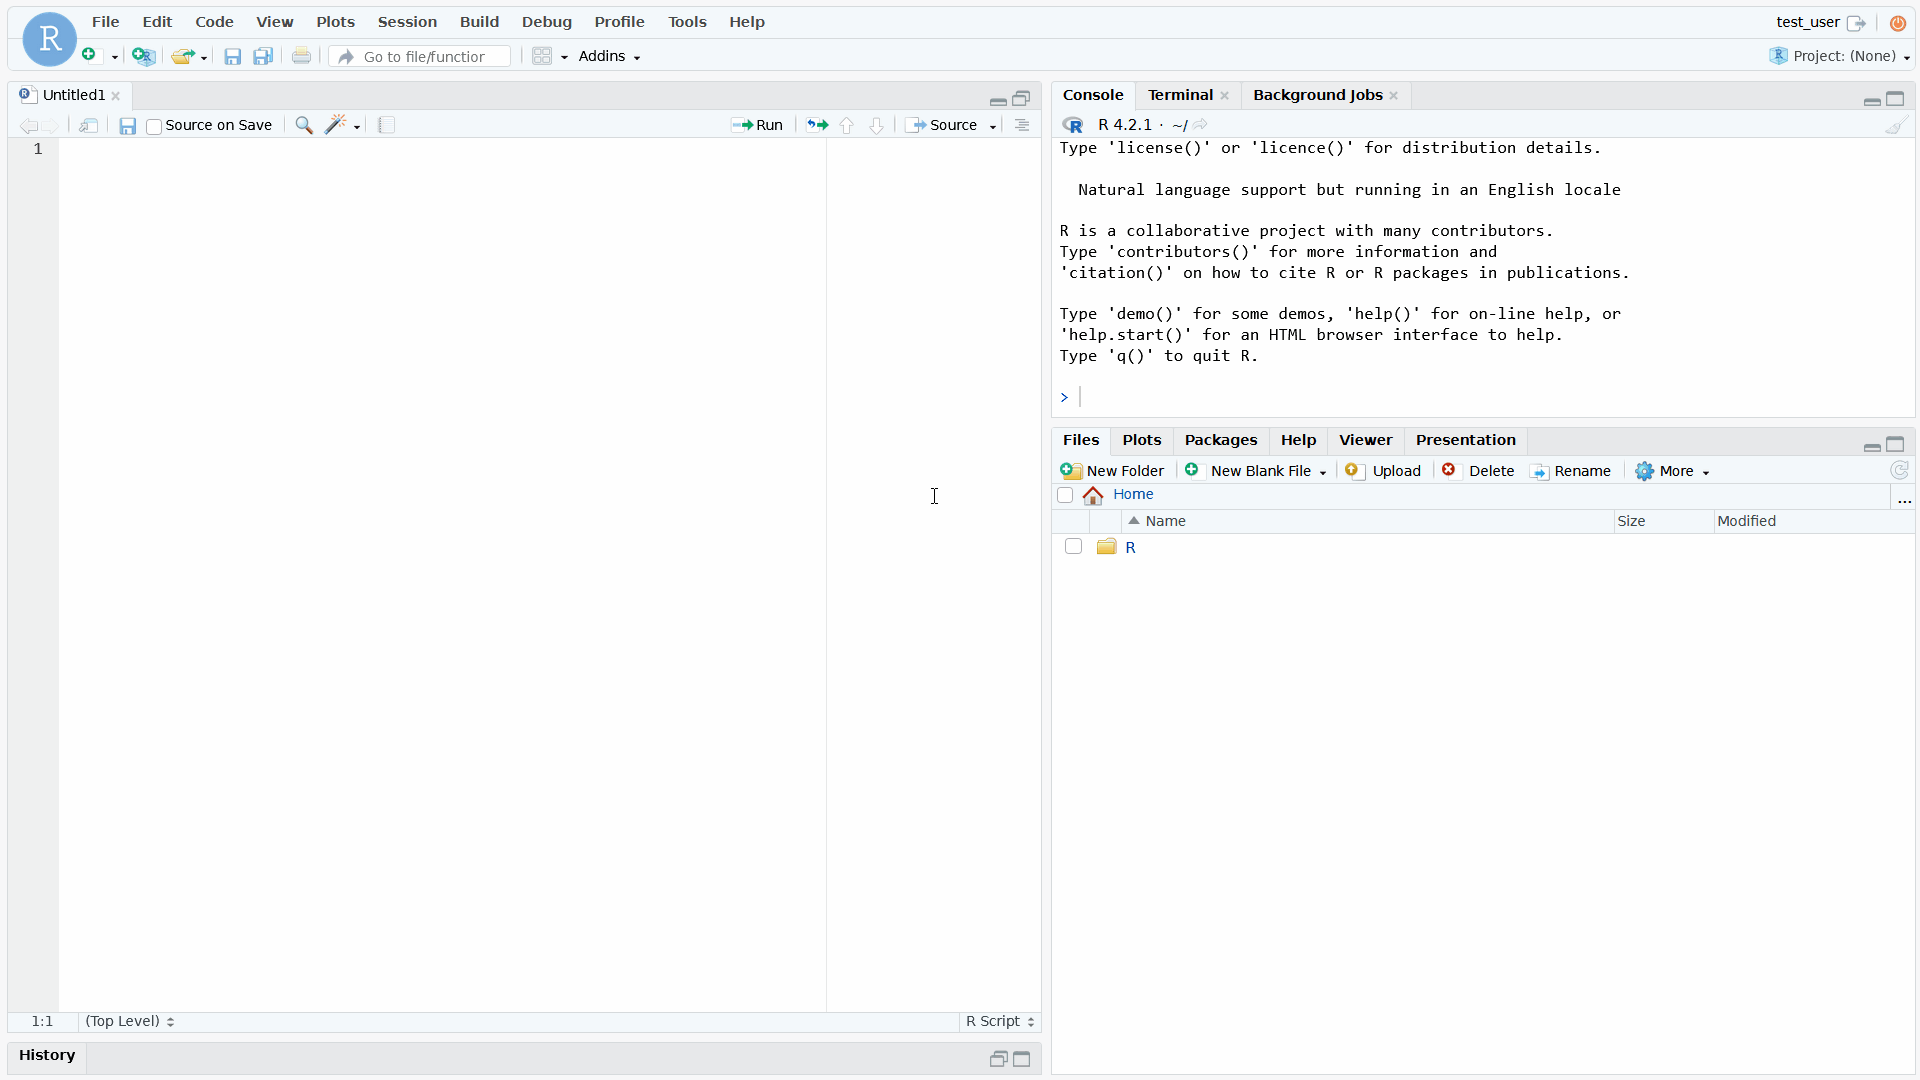 R
File Edit Code View Plots Session Build Debug Profile Tools Help
test_user
Go to file/function
Addins
Project: (None)
Untitled1
Source on Save
Run
Source
1
1:1
(Top Level)
R Script
History
Console Terminal Background Jobs
R 4.2.1 · ~/
Type 'license()' or 'licence()' for distribution details.
Natural language support but running in an English locale
R is a collaborative project with many contributors.
Type 'contributors()' for more information and
'citation()' on how to cite R or R packages in publications.
Type 'demo()' for some demos, 'help()' for on-line help, or
'help.start()' for an HTML browser interface to help.
Type 'q()' to quit R.
>
Files Plots Packages Help Viewer Presentation
New Folder New Blank File Upload Delete Rename More
Home
...
Name Size Modified
R